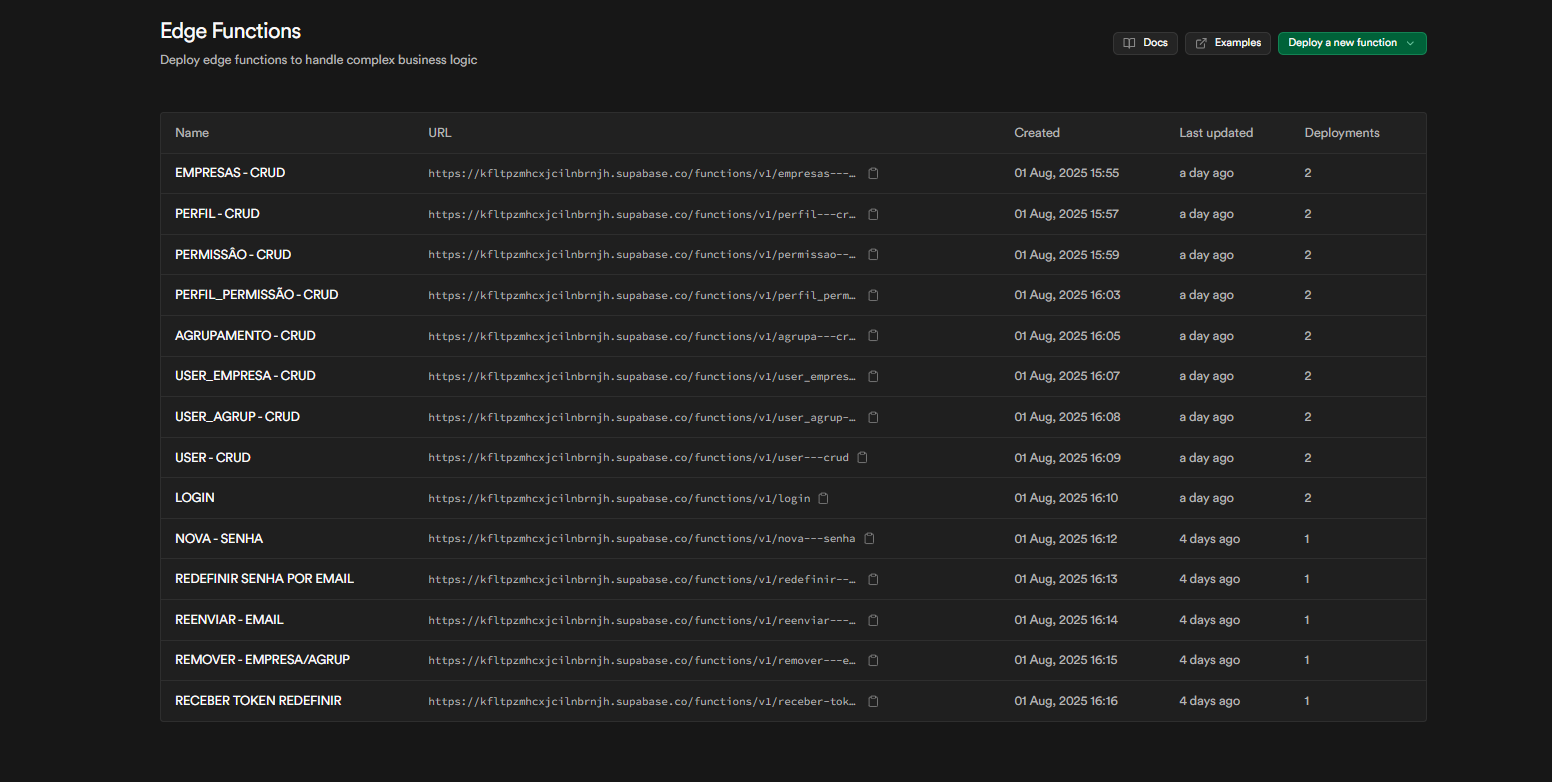 Edge Functions
Deploy edge functions to handle complex business logic
Docs
Examples
Deploy a new function
Name URL Created Last updated Deployments
EMPRESAS - CRUD https://kfltpzmhcxjcilnbrnjh.supabase.co/functions/v1/empresas---… 01 Aug, 2025 15:55 a day ago 2
PERFIL - CRUD https://kfltpzmhcxjcilnbrnjh.supabase.co/functions/v1/perfil---cr… 01 Aug, 2025 15:57 a day ago 2
PERMISSÂO - CRUD https://kfltpzmhcxjcilnbrnjh.supabase.co/functions/v1/permissao--… 01 Aug, 2025 15:59 a day ago 2
PERFIL_PERMISSÃO - CRUD https://kfltpzmhcxjcilnbrnjh.supabase.co/functions/v1/perfil_perm… 01 Aug, 2025 16:03 a day ago 2
AGRUPAMENTO - CRUD https://kfltpzmhcxjcilnbrnjh.supabase.co/functions/v1/agrupa---cr… 01 Aug, 2025 16:05 a day ago 2
USER_EMPRESA - CRUD https://kfltpzmhcxjcilnbrnjh.supabase.co/functions/v1/user_empres… 01 Aug, 2025 16:07 a day ago 2
USER_AGRUP - CRUD https://kfltpzmhcxjcilnbrnjh.supabase.co/functions/v1/user_agrup-… 01 Aug, 2025 16:08 a day ago 2
USER - CRUD https://kfltpzmhcxjcilnbrnjh.supabase.co/functions/v1/user---crud 01 Aug, 2025 16:09 a day ago 2
LOGIN https://kfltpzmhcxjcilnbrnjh.supabase.co/functions/v1/login 01 Aug, 2025 16:10 a day ago 2
NOVA - SENHA https://kfltpzmhcxjcilnbrnjh.supabase.co/functions/v1/nova---senha 01 Aug, 2025 16:12 4 days ago 1
REDEFINIR SENHA POR EMAIL https://kfltpzmhcxjcilnbrnjh.supabase.co/functions/v1/redefinir--… 01 Aug, 2025 16:13 4 days ago 1
REENVIAR - EMAIL https://kfltpzmhcxjcilnbrnjh.supabase.co/functions/v1/reenviar---… 01 Aug, 2025 16:14 4 days ago 1
REMOVER - EMPRESA/AGRUP https://kfltpzmhcxjcilnbrnjh.supabase.co/functions/v1/remover---e… 01 Aug, 2025 16:15 4 days ago 1
RECEBER TOKEN REDEFINIR https://kfltpzmhcxjcilnbrnjh.supabase.co/functions/v1/receber-tok… 01 Aug, 2025 16:16 4 days ago 1